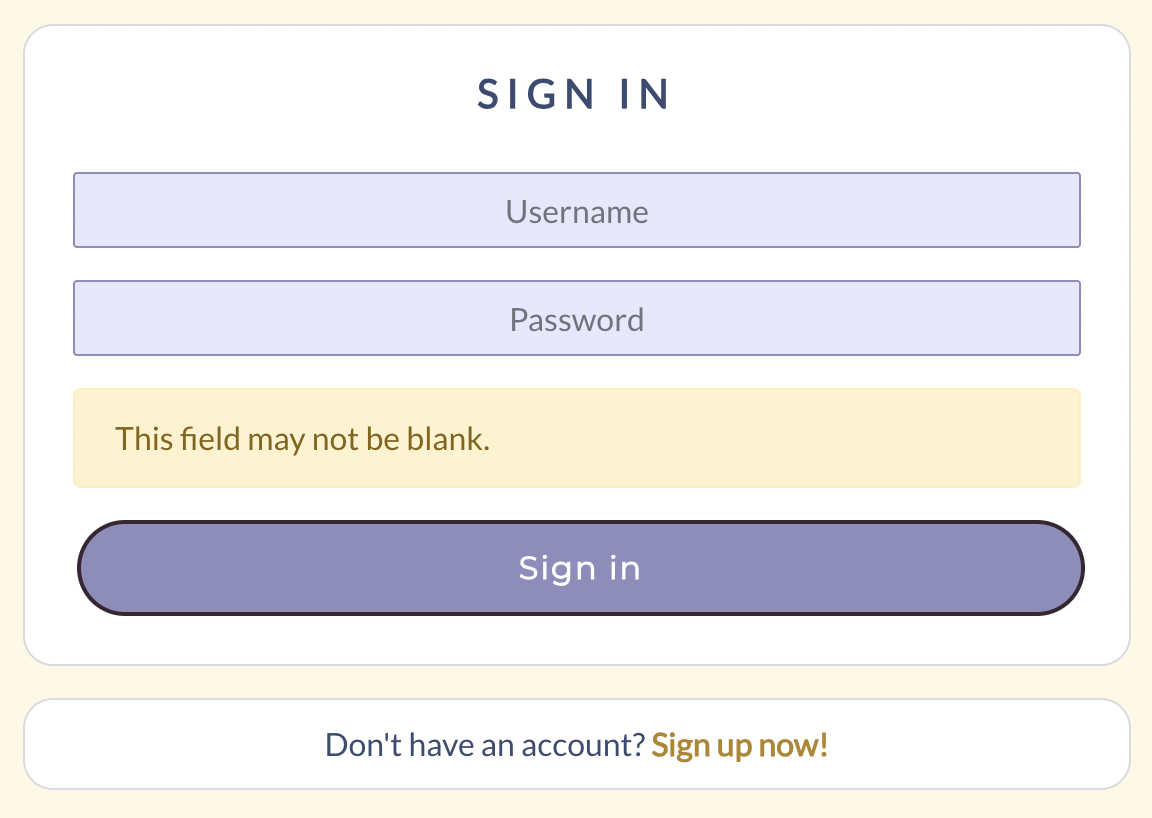 SIGN IN
Username
Password
This field may not be blank.
Sign in
Don't have an account? Sign up now!